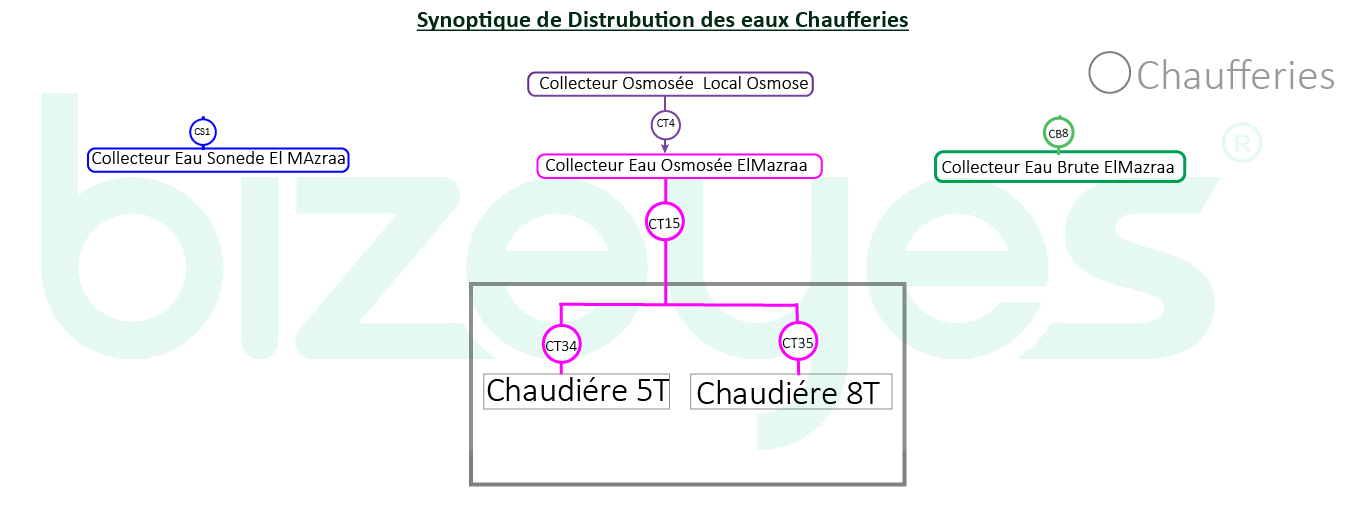 Synoptique de Distrubution des eaux Chaufferies
Chaufferies
Collecteur Osmosée Local Osmose
CS1
CT4
CB8
Collecteur Eau Sonede El MAzraa
Collecteur Eau Osmosée ElMazraa
Collecteur Eau Brute ElMazraa
bizeyes®
CT15
CT34
CT35
Chaudiére 5T
Chaudiére 8T